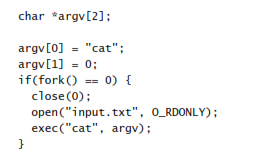 char *argv[2];
argv[0] = "cat";
argv[1] = 0;
if(fork() == 0) {
close(0);
open("input.txt", O_RDONLY);
exec("cat", argv);
}